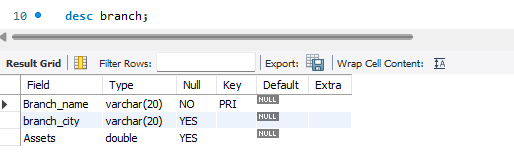 10 desc branch;
Result Grid Filter Rows: Export: Wrap Cell Content: IA
Field Type Null Key Default Extra
Branch_name varchar(20) NO PRI NULL
branch_city varchar(20) YES NULL
Assets double YES NULL